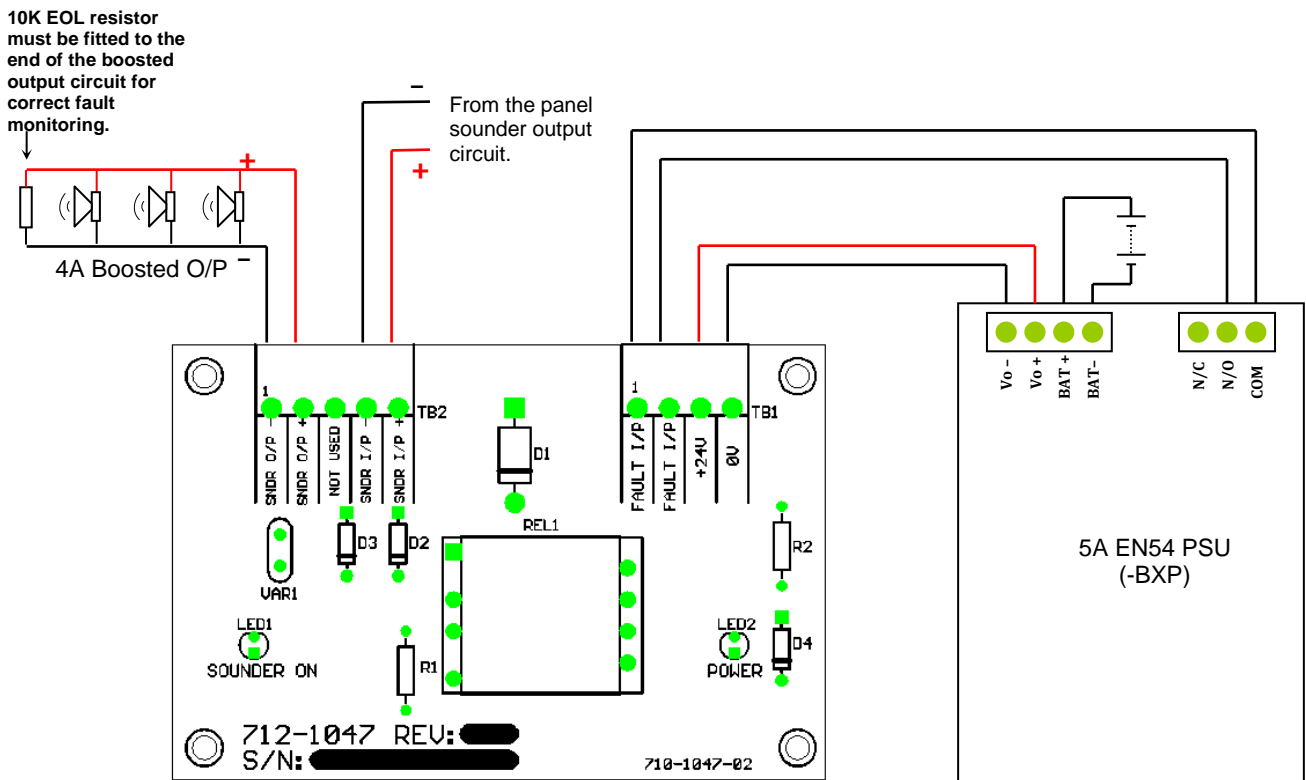 10K EOL resistor
must be fitted to the
end of the boosted
output circuit for
correct fault
monitoring.
–
From the panel
sounder output
circuit.
+
+
4A Boosted O/P –
1
TB2
SNDR O/P -
SNDR O/P +
NOT USED
SNDR I/P -
SNDR I/P +
1
TB1
FAULT I/P
FAULT I/P
+24V
0V
Vo -
Vo +
BAT +
BAT-
N/C
N/O
COM
D1
D3
D2
REL1
R2
VAR1
LED1
SOUNDER ON
R1
LED2
POWER
D4
5A EN54 PSU
(-BXP)
712-1047 REV:
S/N:
710-1047-02